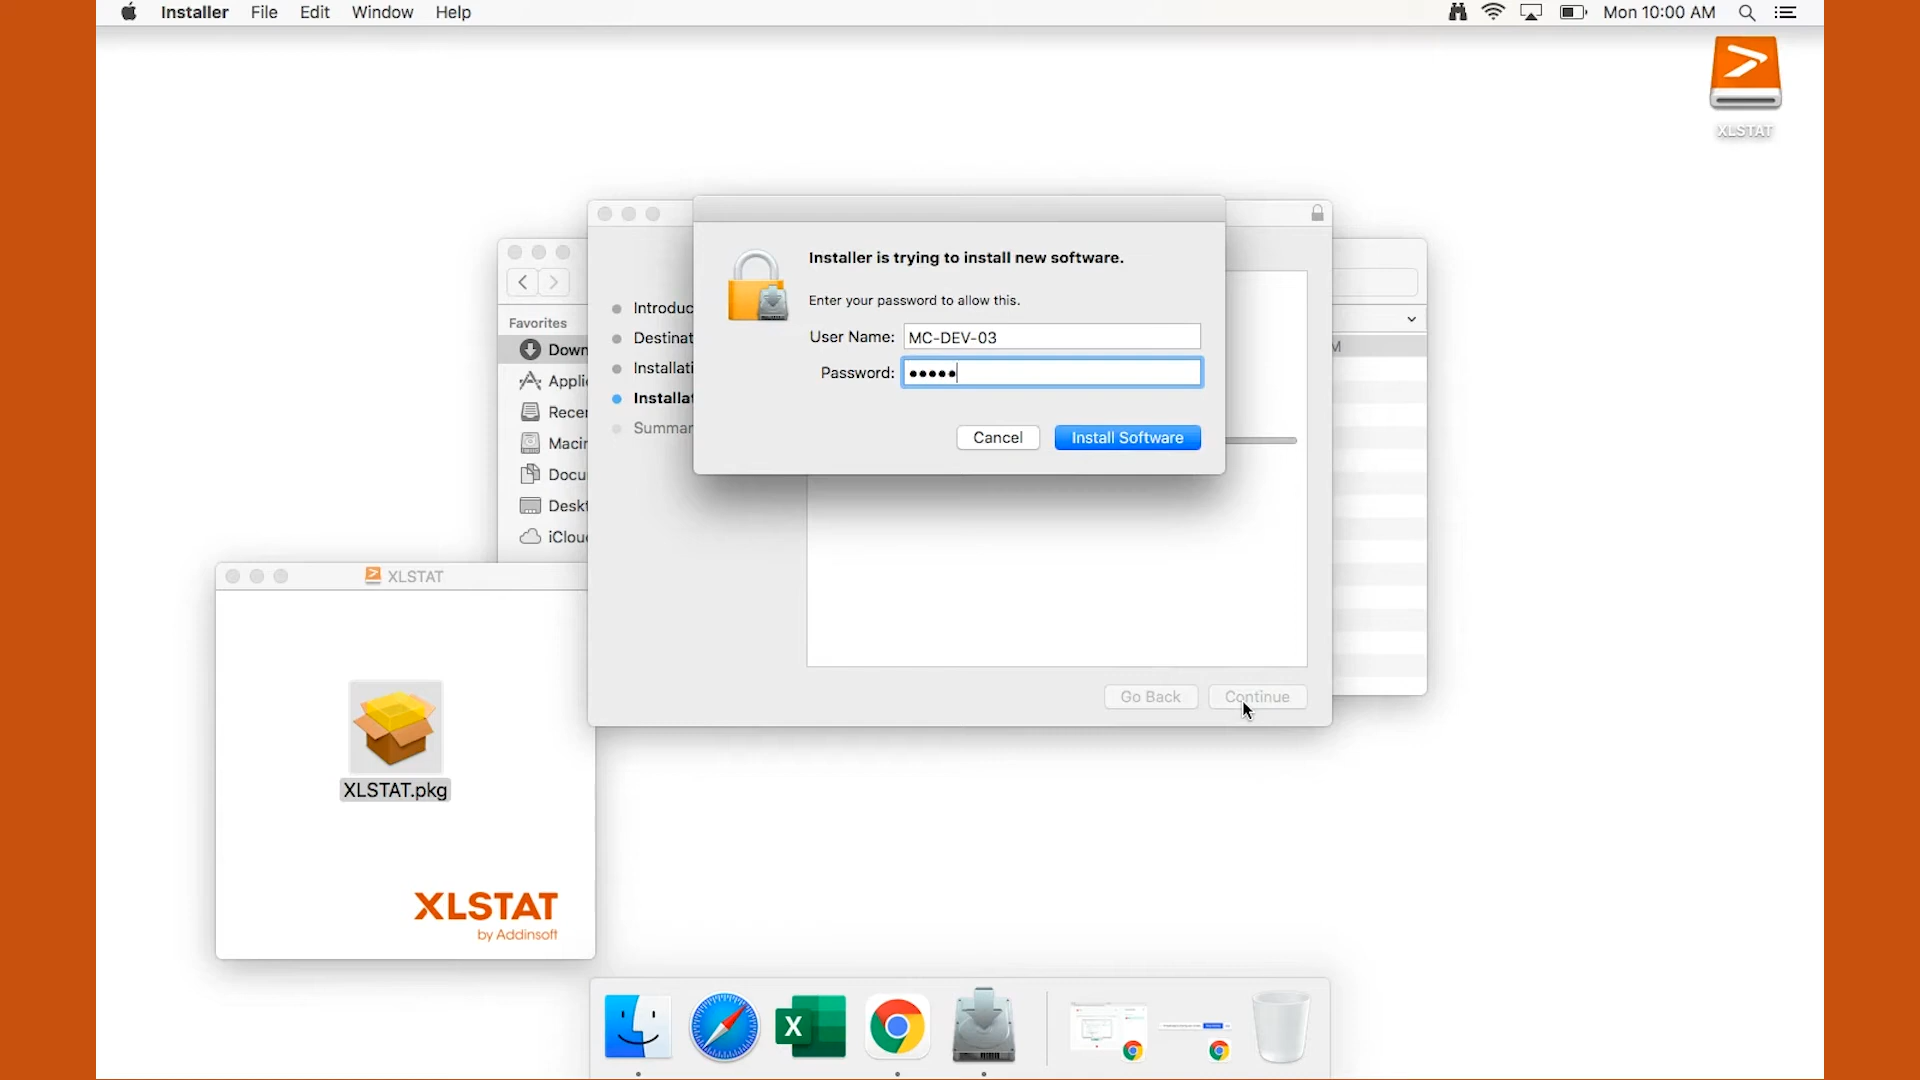 Installer File Edit Window Help
Mon 10:00 AM
XLSTAT
Installer is trying to install new software.
Enter your password to allow this.
User Name: MC-DEV-03
Password:
Cancel
Install Software
Favorites
Down
Appli
Recer
Macin
Docu
Deskt
iClou
Introduc
Destinat
Installati
Installat
Summar
M
Go Back
Continue
XLSTAT
XLSTAT.pkg
XLSTAT
by Addinsoft